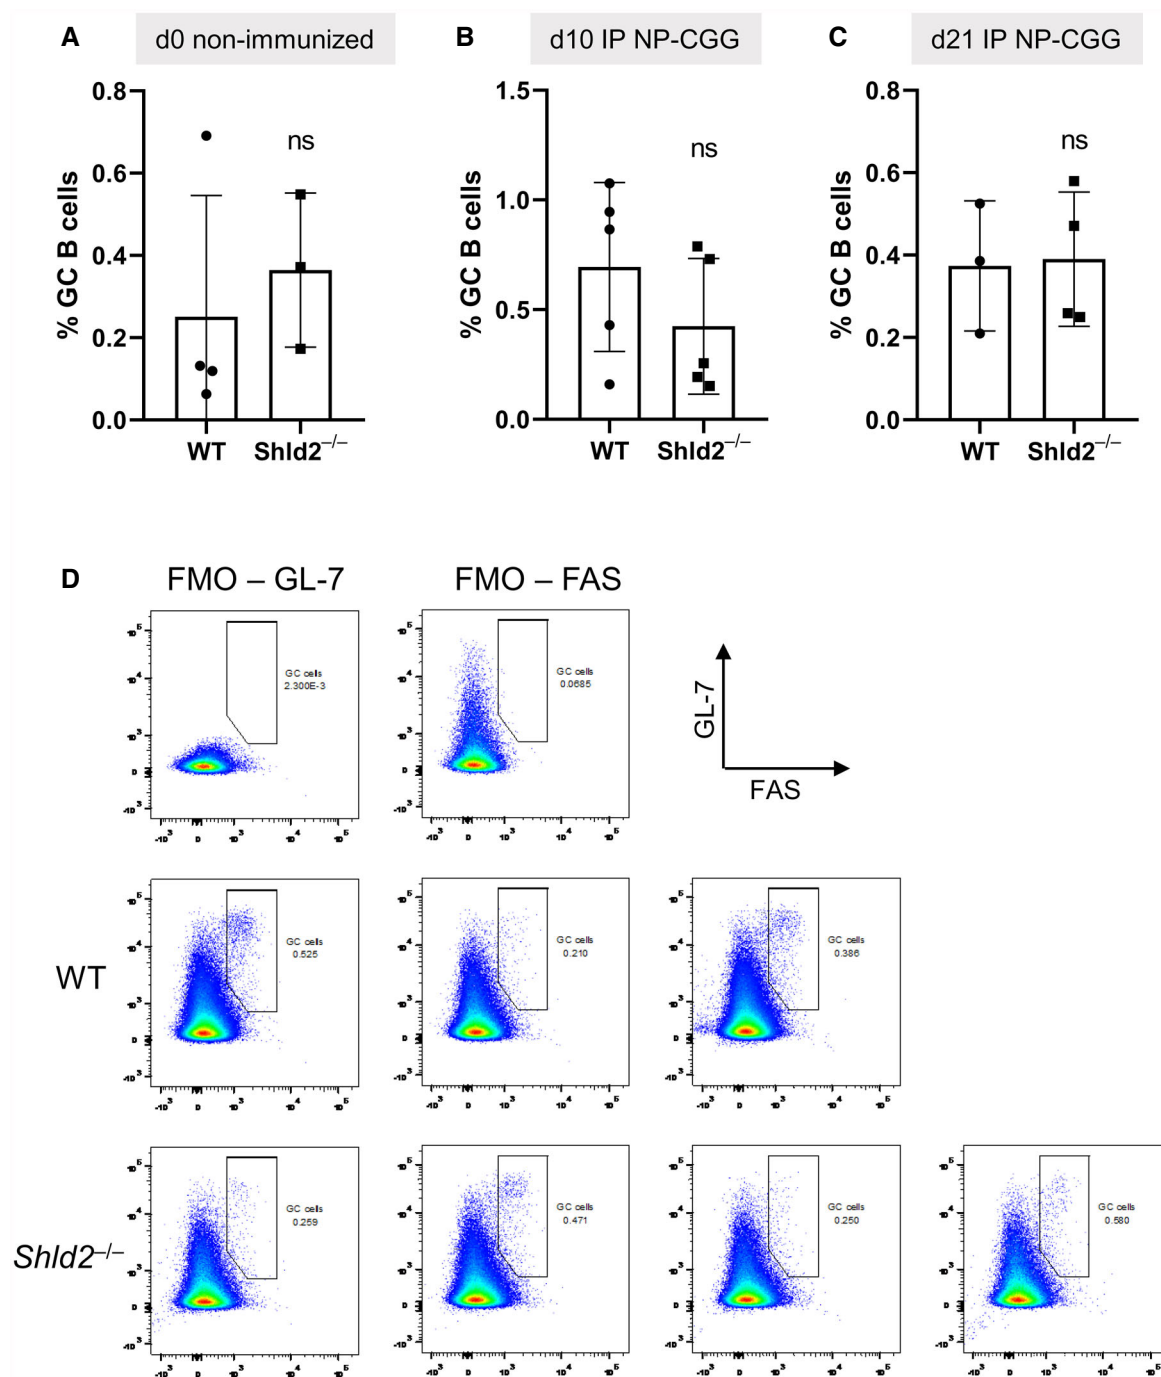 A d0 non-immunized
B d10 IP NP-CGG
C d21 IP NP-CGG
% GC B cells
0.8
0.6
0.4
0.2
0.0
ns
WT Shld2–/–
% GC B cells
1.5
1.0
0.5
0.0
ns
WT Shld2–/–
% GC B cells
0.8
0.6
0.4
0.2
0.0
ns
WT Shld2–/–
D FMO – GL-7 FMO – FAS
GC cells
2.300E-3
GC cells
0.0685
GL-7
FAS
WT
GC cells
0.525
GC cells
0.210
GC cells
0.386
Shld2–/–
GC cells
0.259
GC cells
0.471
GC cells
0.250
GC cells
0.580